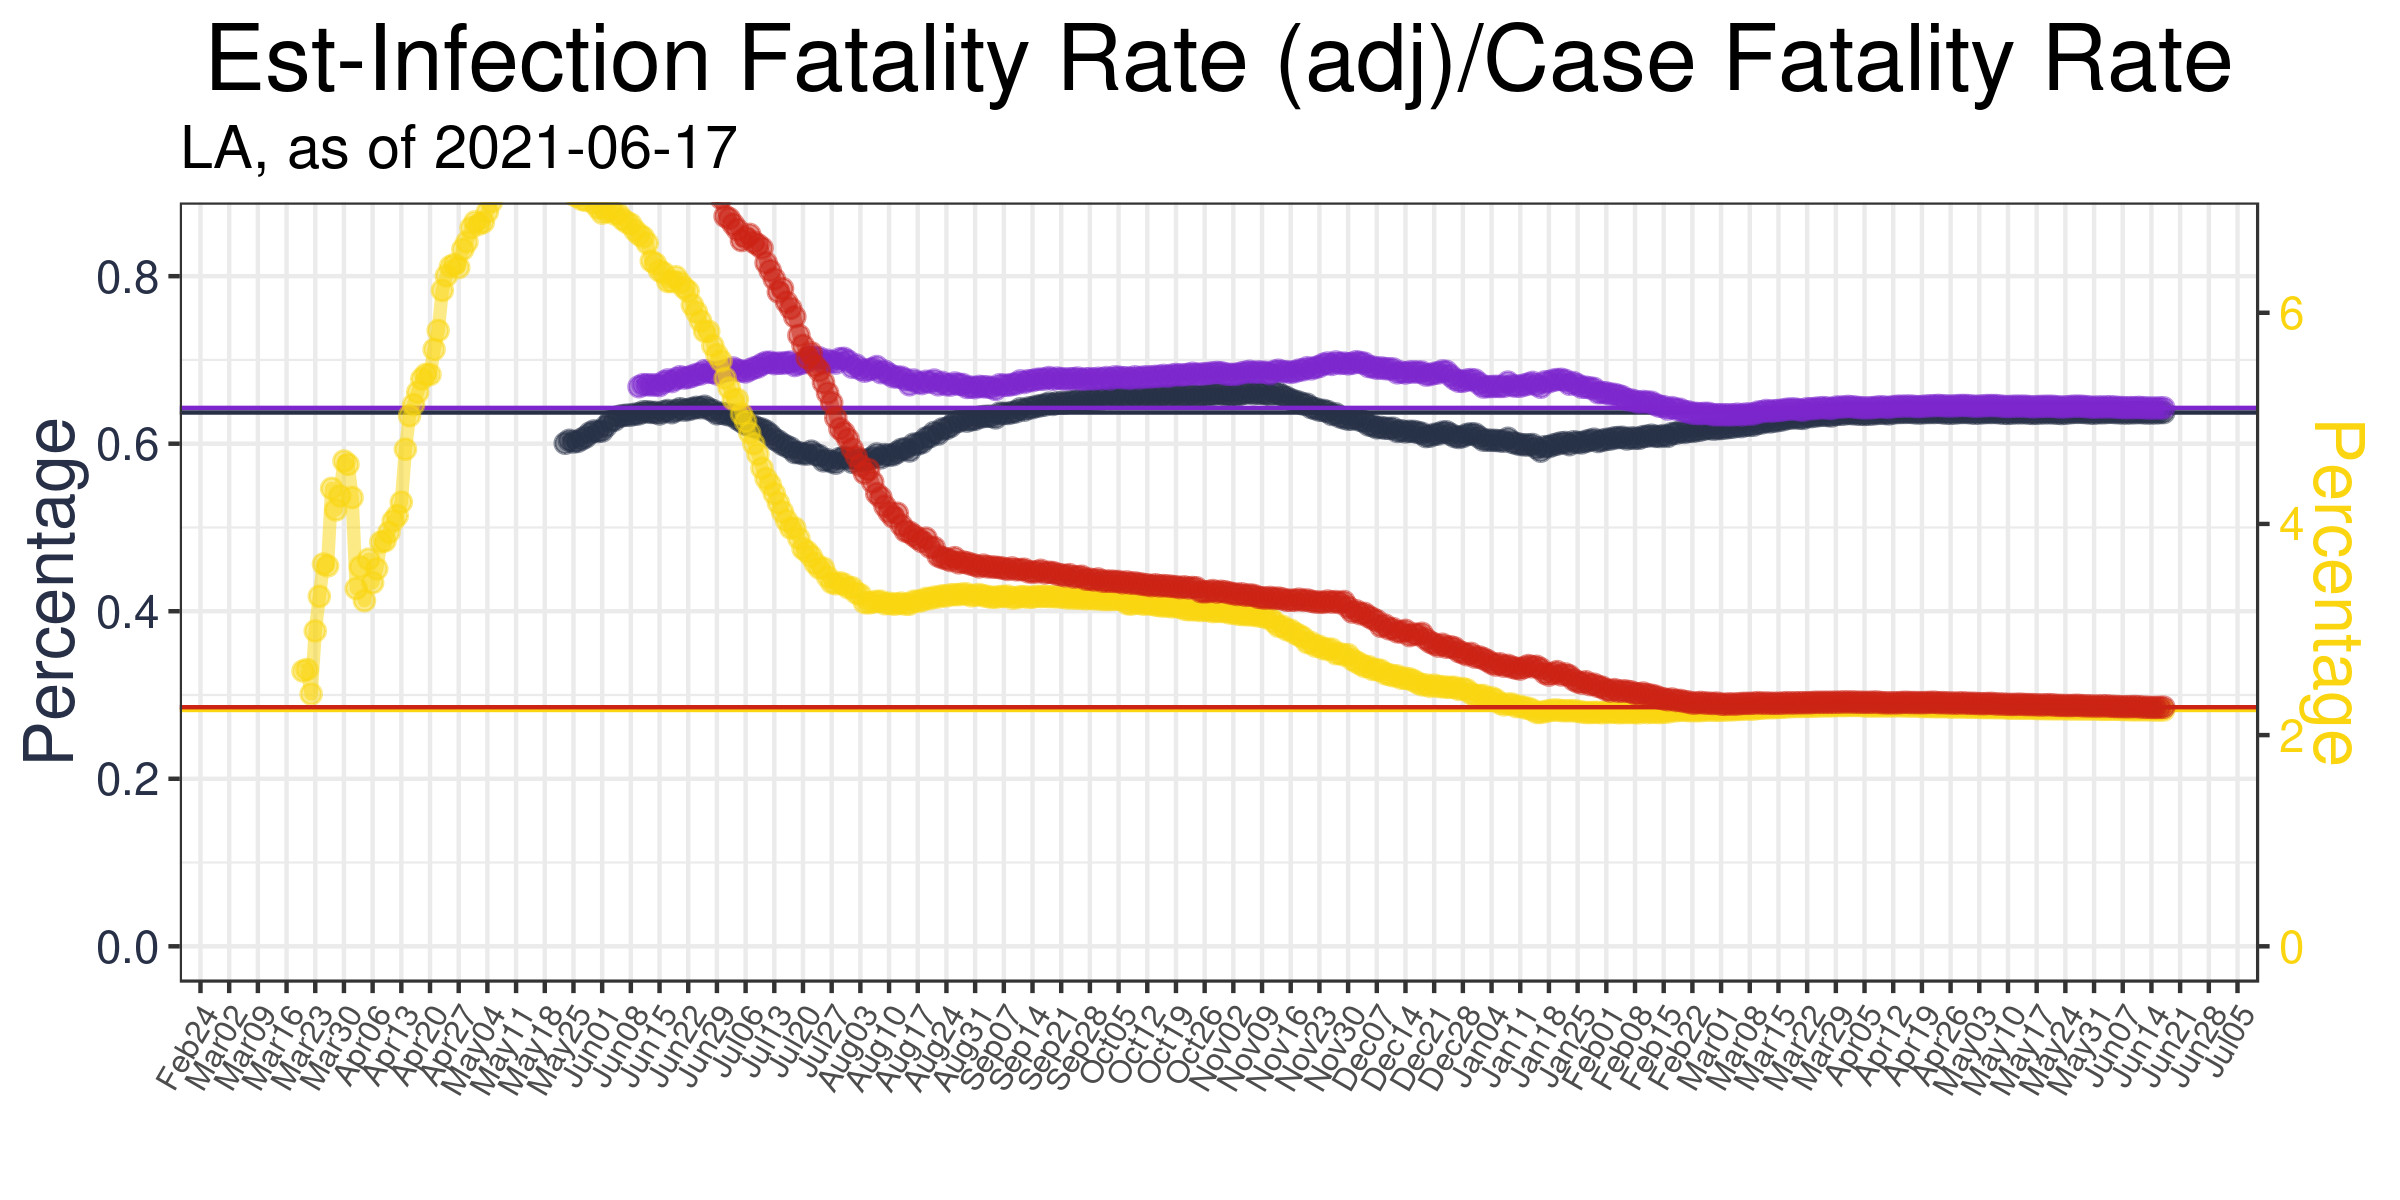 Est-Infection Fatality Rate (adj)/Case Fatality Rate
LA, as of 2021-06-17
Percentage
0.8
0.6
0.4
0.2
0.0
6
4
2
0
Percentage
Feb24
Mar02
Mar09
Mar16
Mar23
Mar30
Apr06
Apr13
Apr20
Apr27
May04
May11
May18
May25
Jun01
Jun08
Jun15
Jun22
Jun29
Jul06
Jul13
Jul20
Jul27
Aug03
Aug10
Aug17
Aug24
Aug31
Sep07
Sep14
Sep21
Sep28
Oct05
Oct12
Oct19
Oct26
Nov02
Nov09
Nov16
Nov23
Nov30
Dec07
Dec14
Dec21
Dec28
Jan04
Jan11
Jan18
Jan25
Feb01
Feb08
Feb15
Feb22
Mar01
Mar08
Mar15
Mar22
Mar29
Apr05
Apr12
Apr19
Apr26
May03
May10
May17
May24
May31
Jun07
Jun14
Jun21
Jun28
Jul05